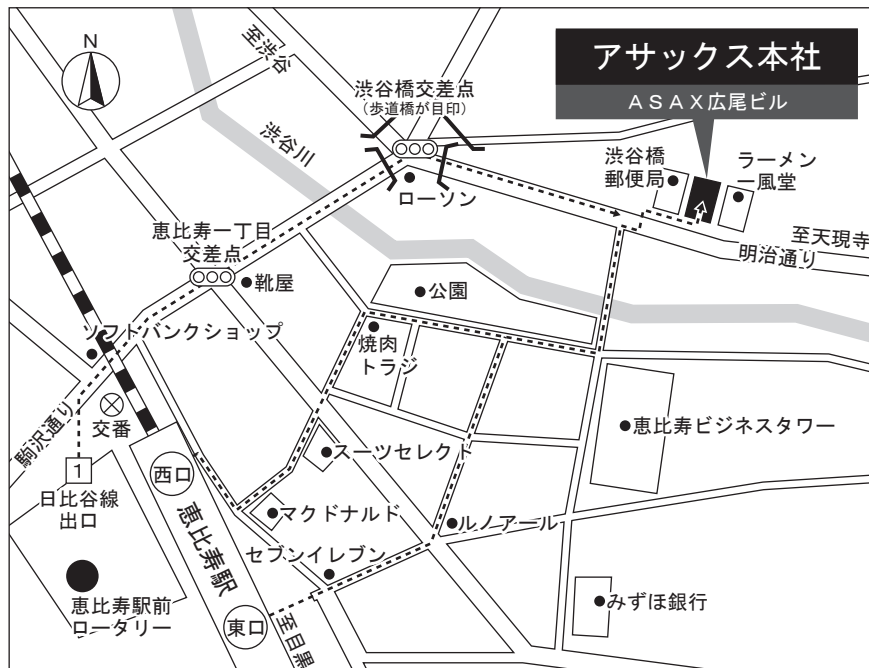 N
至渋谷
渋谷橋交差点
（歩道橋が目印）
アサックス本社
ＡＳＡＸ広尾ビル
渋谷川
渋谷橋
郵便局
ラーメン
一風堂
ローソン
至天現寺
明治通り
恵比寿一丁目
交差点
靴屋
公園
ソフトバンクショップ
焼肉
トラジ
駒沢通り
交番
恵比寿ビジネスタワー
スーツセレクト
1
日比谷線
出口
西口
恵比寿駅
マクドナルド
ルノアール
セブンイレブン
恵比寿駅前
ロータリー
東口
至目黒
みずほ銀行